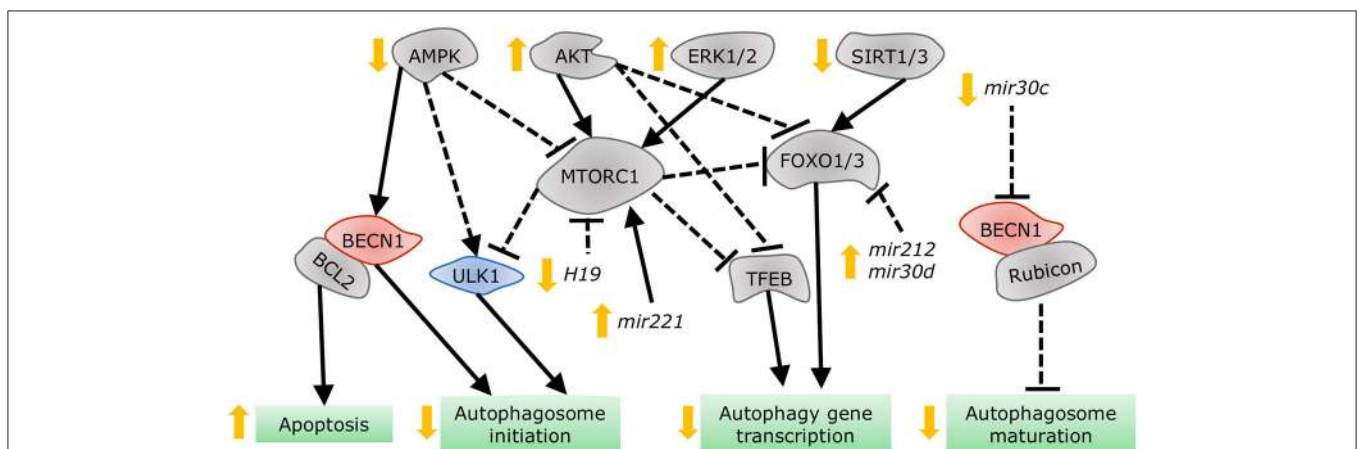 AMPK
AKT
ERK1/2
SIRT1/3
mir30c
MTORC1
FOXO1/3
BECN1
BCL2
ULK1
H19
mir221
TFEB
mir212
mir30d
BECN1
Rubicon
Apoptosis
Autophagosome
initiation
Autophagy gene
transcription
Autophagosome
maturation